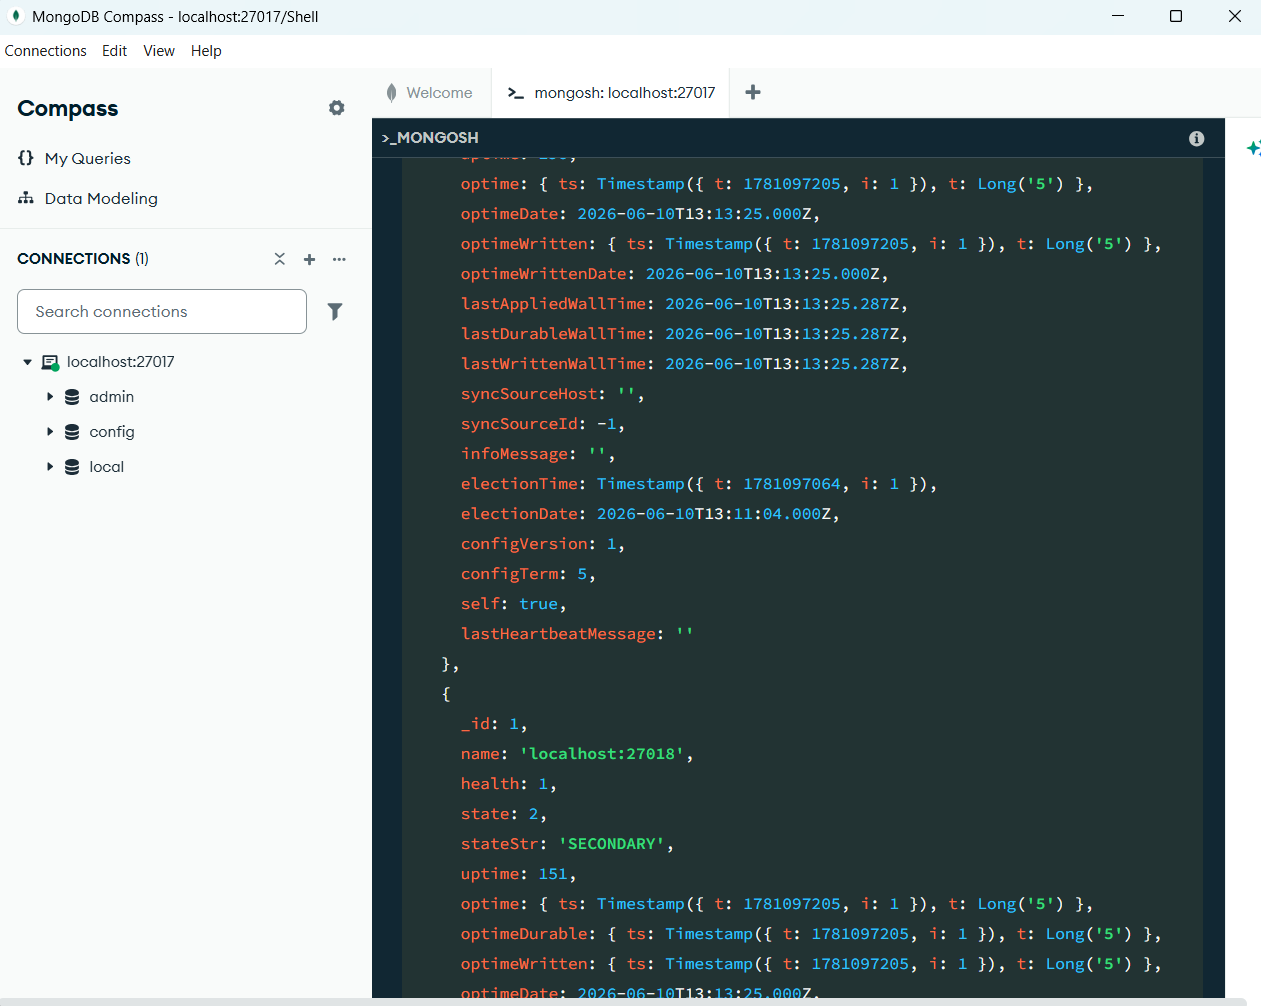 MongoDB Compass - localhost:27017/Shell
Connections Edit View Help
Compass
My Queries
Data Modeling
CONNECTIONS (1)
Search connections
localhost:27017
admin
config
local
Welcome
mongosh: localhost:27017
>_MONGOSH
optime: { ts: Timestamp({ t: 1781097205, i: 1 }), t: Long('5') },
optimeDate: 2026-06-10T13:13:25.000Z,
optimeWritten: { ts: Timestamp({ t: 1781097205, i: 1 }), t: Long('5') },
optimeWrittenDate: 2026-06-10T13:13:25.000Z,
lastAppliedWallTime: 2026-06-10T13:13:25.287Z,
lastDurableWallTime: 2026-06-10T13:13:25.287Z,
lastWrittenWallTime: 2026-06-10T13:13:25.287Z,
syncSourceHost: '',
syncSourceId: -1,
infoMessage: '',
electionTime: Timestamp({ t: 1781097064, i: 1 }),
electionDate: 2026-06-10T13:11:04.000Z,
configVersion: 1,
configTerm: 5,
self: true,
lastHeartbeatMessage: ''
},
{
_id: 1,
name: 'localhost:27018',
health: 1,
state: 2,
stateStr: 'SECONDARY',
uptime: 151,
optime: { ts: Timestamp({ t: 1781097205, i: 1 }), t: Long('5') },
optimeDurable: { ts: Timestamp({ t: 1781097205, i: 1 }), t: Long('5') },
optimeWritten: { ts: Timestamp({ t: 1781097205, i: 1 }), t: Long('5') },
optimeDate: 2026-06-10T13:13:25.000Z,